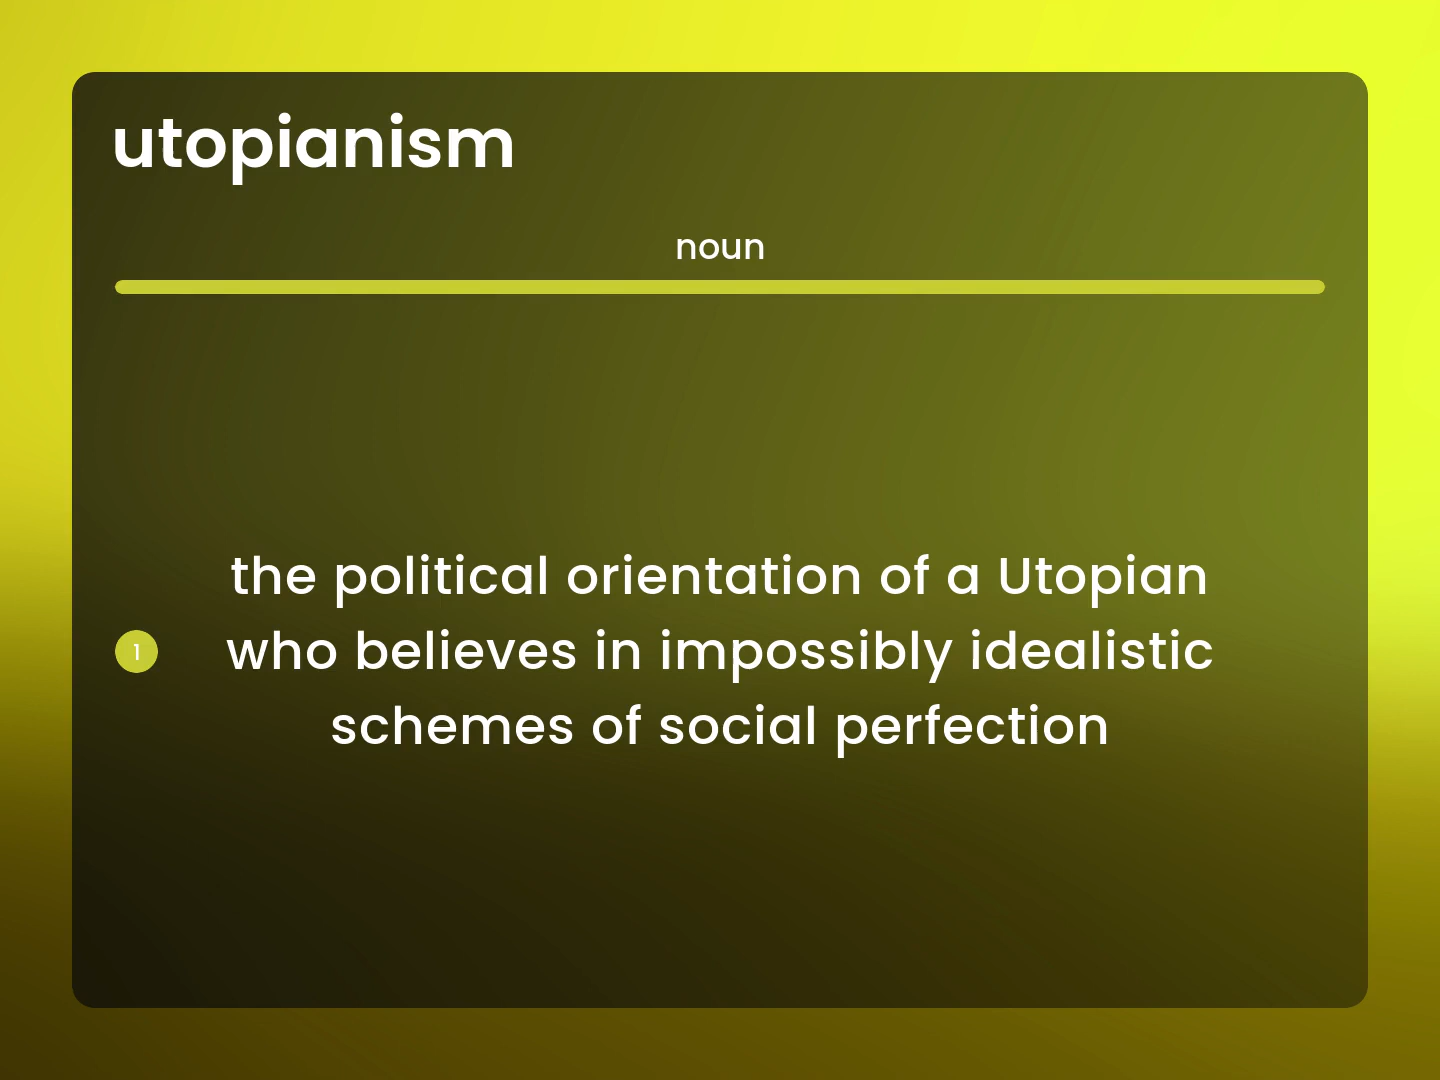 utopianism
noun
the political orientation of a Utopian
1 who believes in impossibly idealistic
schemes of social perfection